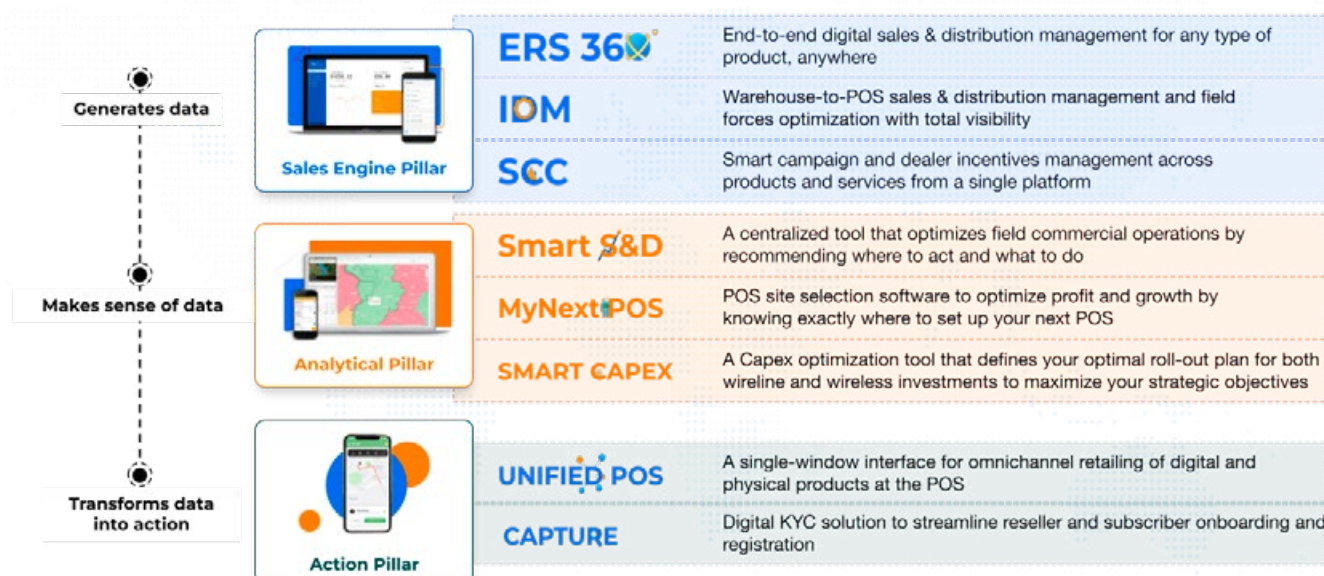 Generates data
Sales Engine Pillar
ERS 360
End-to-end digital sales & distribution management for any type of
product, anywhere
IDM
Warehouse-to-POS sales & distribution management and field
forces optimization with total visibility
SCC
Smart campaign and dealer incentives management across
products and services from a single platform
Makes sense of data
Analytical Pillar
Smart S&D
A centralized tool that optimizes field commercial operations by
recommending where to act and what to do
MyNext POS
POS site selection software to optimize profit and growth by
knowing exactly where to set up your next POS
SMART CAPEX
A Capex optimization tool that defines your optimal roll-out plan for both
wireline and wireless investments to maximize your strategic objectives
Transforms data
into action
Action Pillar
UNIFIED POS
A single-window interface for omnichannel retailing of digital and
physical products at the POS
CAPTURE
Digital KYC solution to streamline reseller and subscriber onboarding and
registration